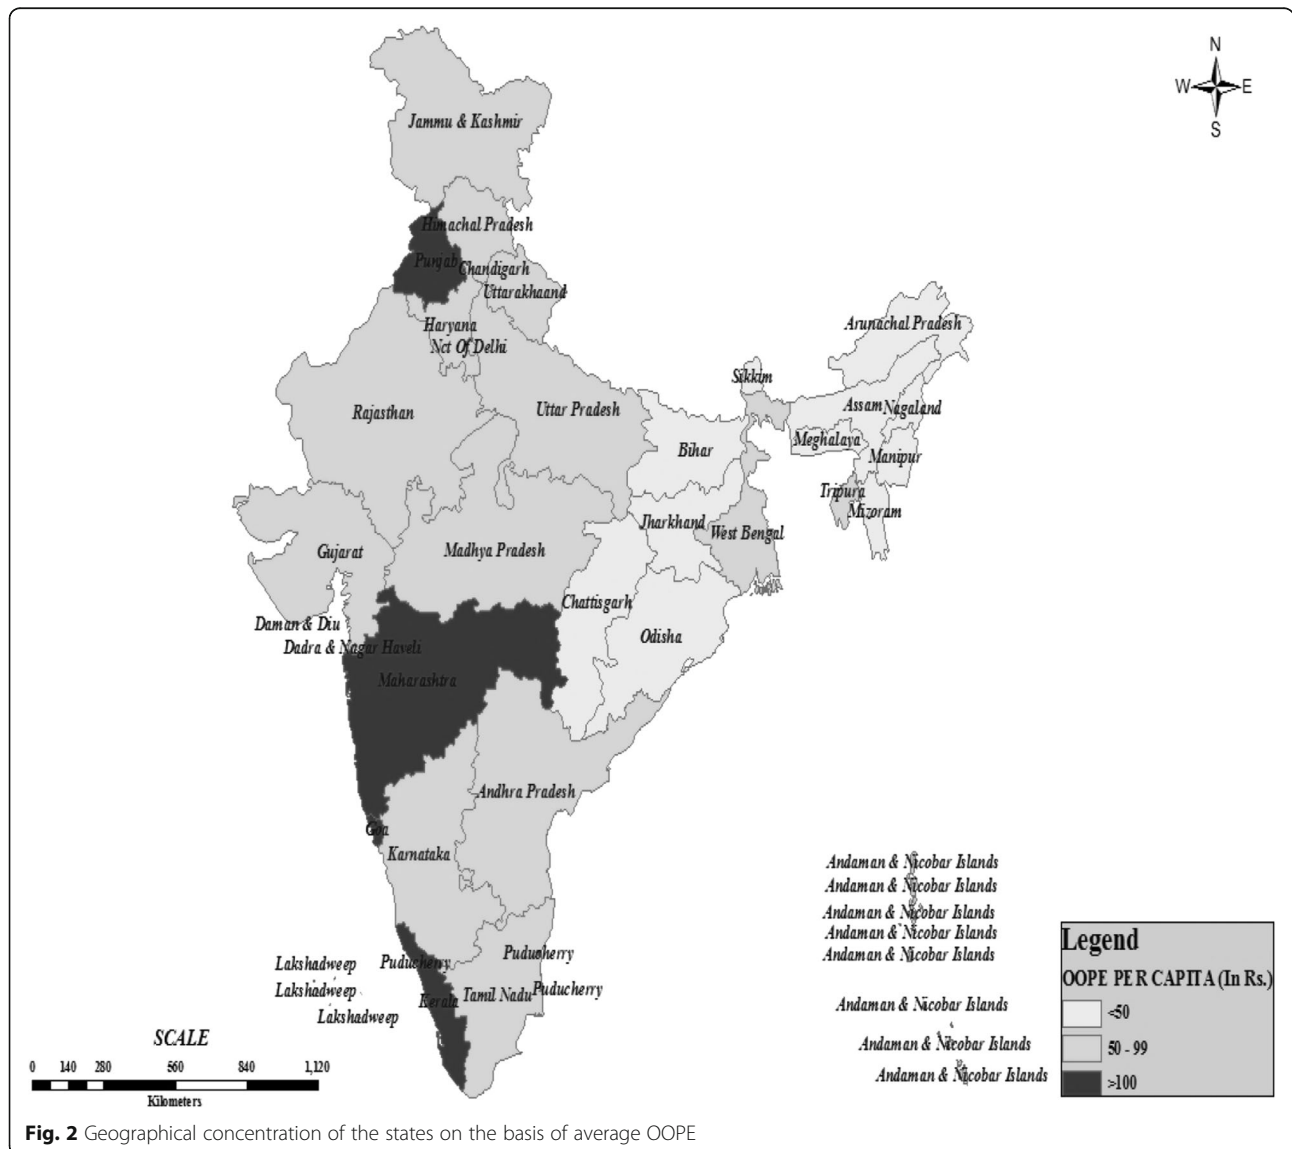 N
W E
S
Jammu & Kashmir
Himachal Pradesh
Punjab
Chandigarh
Uttarakhaand
Haryana
Nct Of Delhi
Arunachal Pradesh
Sikkim
Rajasthan
Uttar Pradesh
Assam
Nagaland
Bihar
Meghalaya
Manipur
Tripura
Mizoram
Jharkhand
West Bengal
Gujarat
Madhya Pradesh
Chattisgarh
Daman & Diu
Odisha
Dadra & Nagar Haveli
Maharashtra
Andhra Pradesh
Goa
Karnataka
Andaman & Nicobar Islands
Andaman & Nicobar Islands
Andaman & Nicobar Islands
Andaman & Nicobar Islands
Andaman & Nicobar Islands
Andaman & Nicobar Islands
Andaman & Nicobar Islands
Andaman & Nicobar Islands
Lakshadweep
Lakshadweep
Lakshadweep
Puducherry
Puducherry
Puducherry
Kerala
Tamil Nadu
Legend
OOPE PER CAPITA (In Rs.)
<50
50 - 99
>100
SCALE
0 140 280 560 840 1,120
Kilometers
Fig. 2 Geographical concentration of the states on the basis of average OOPE